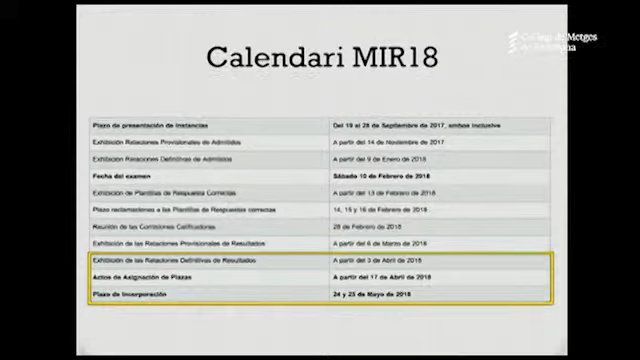 Calendari MIR18
Col·legi de Metges
de Barcelona
Plazo de presentación de instancias Del 19 al 28 de Septiembre de 2017, ambos inclusive
Exhibición Relaciones Provisionales de Admitidos A partir del 14 de Noviembre de 2017
Exhibición Relaciones Definitivas de Admitidos A partir del 9 de Enero de 2018
Fecha del examen Sábado 10 de Febrero de 2018
Exhibición de Plantillas de Respuesta Correctas A partir del 13 de Febrero de 2018
Plazo reclamaciones a las Plantillas de Respuestas correctas 14, 15 y 16 de Febrero de 2018
Reunión de las Comisiones Calificadoras 28 de Febrero de 2018
Exhibición de las Relaciones Provisionales de Resultados A partir del 6 de Marzo de 2018
Exhibición de las Relaciones Definitivas de Resultados A partir del 3 de Abril de 2018
Actos de Asignación de Plazas A partir del 17 de Abril de 2018
Plazo de Incorporación 24 y 25 de Mayo de 2018